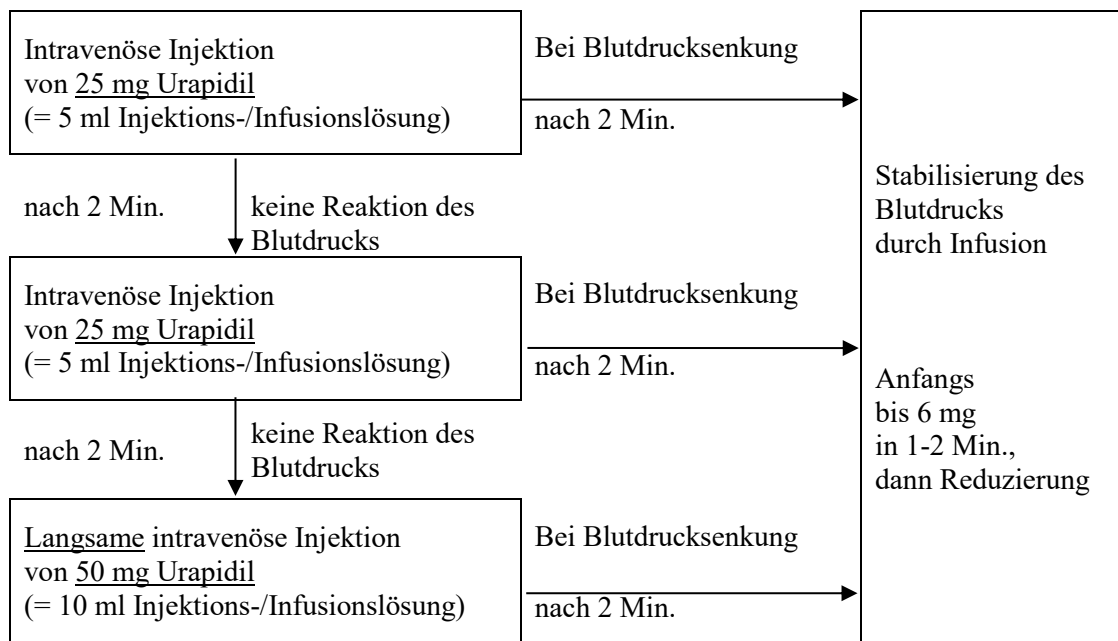 Intravenöse Injektion
von 25 mg Urapidil
(= 5 ml Injektions-/Infusionslösung)
Bei Blutdrucksenkung
nach 2 Min.
nach 2 Min.
keine Reaktion des
Blutdrucks
Intravenöse Injektion
von 25 mg Urapidil
(= 5 ml Injektions-/Infusionslösung)
Bei Blutdrucksenkung
nach 2 Min.
nach 2 Min.
keine Reaktion des
Blutdrucks
Langsame intravenöse Injektion
von 50 mg Urapidil
(= 10 ml Injektions-/Infusionslösung)
Bei Blutdrucksenkung
nach 2 Min.
Stabilisierung des
Blutdrucks
durch Infusion
Anfangs
bis 6 mg
in 1-2 Min.,
dann Reduzierung